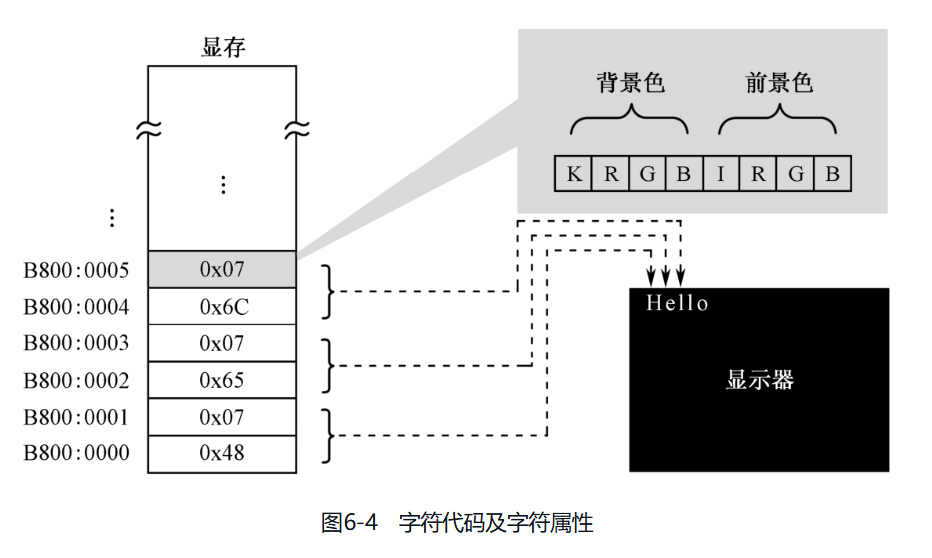 显存
背景色 前景色
K R G B I R G B
⋮
⋮
B800:0005 0x07
B800:0004 0x6C
B800:0003 0x07
B800:0002 0x65
B800:0001 0x07
B800:0000 0x48
Hello
显示器
图6-4 字符代码及字符属性